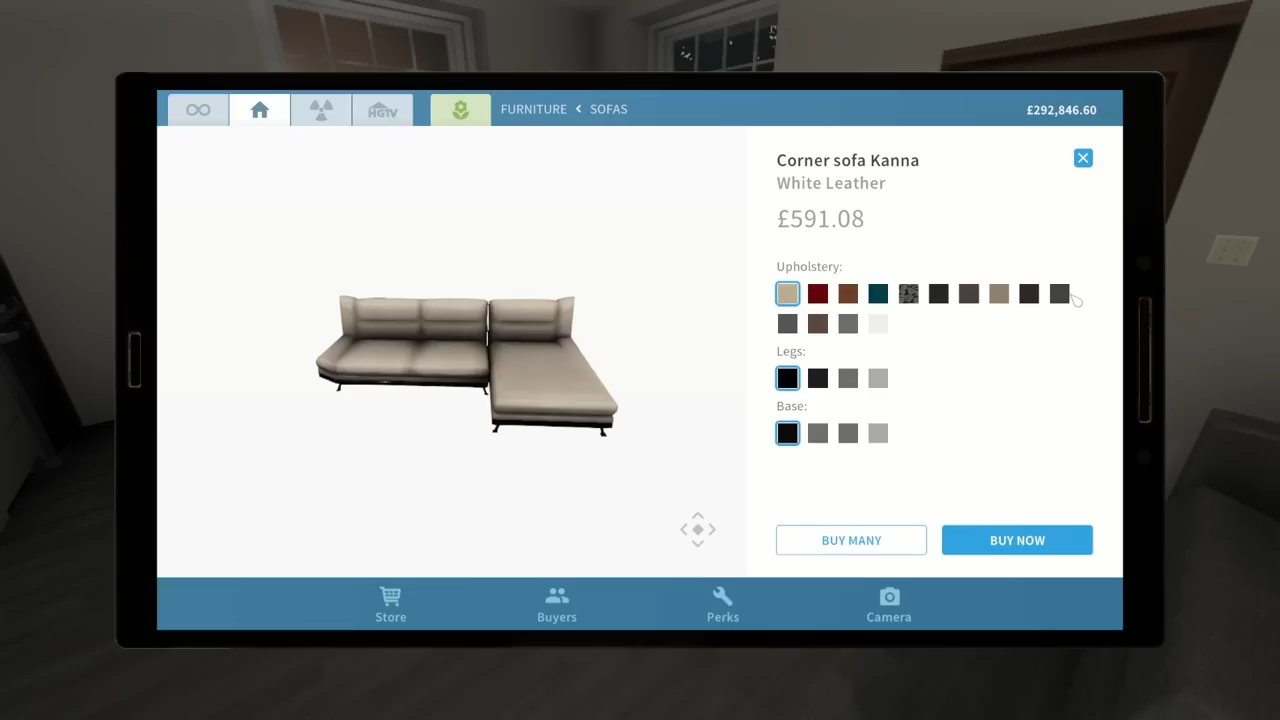 HGTV
FURNITURE < SOFAS
£292,846.60
Corner sofa Kanna
White Leather
£591.08
Upholstery:
Legs:
Base:
BUY MANY
BUY NOW
Store
Buyers
Perks
Camera